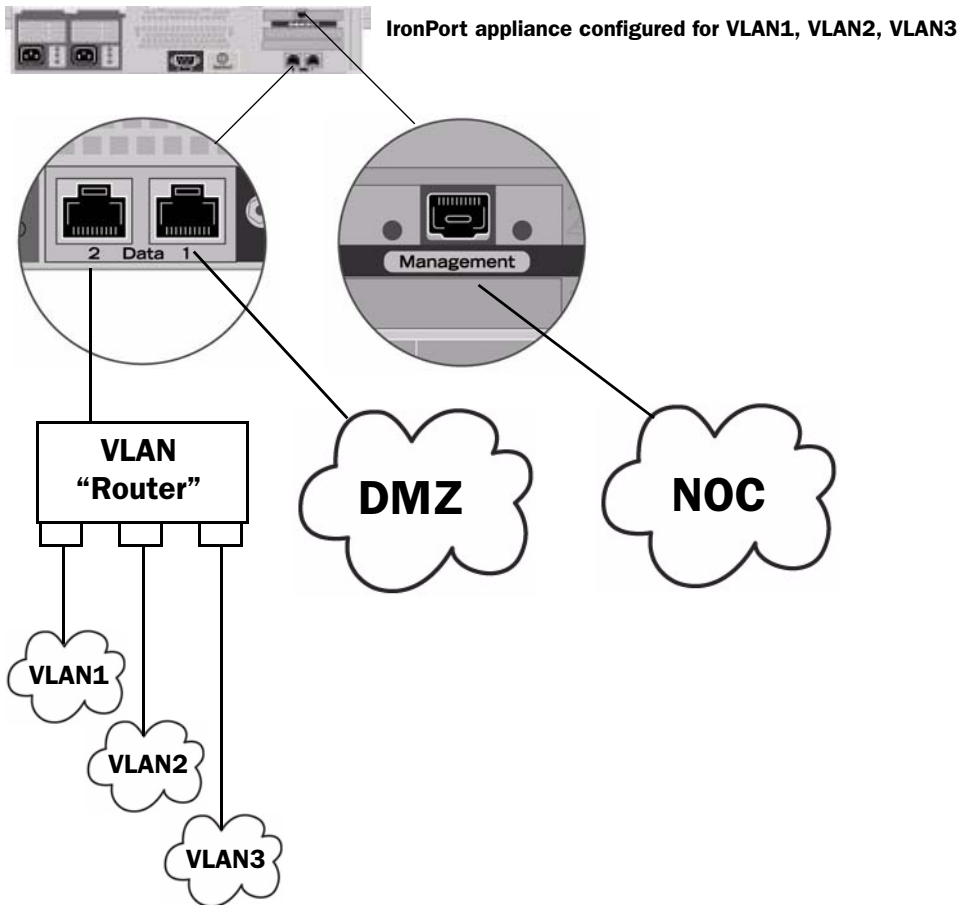 IronPort appliance configured for VLAN1, VLAN2, VLAN3
2 Data 1
Management
VLAN
“Router”
DMZ
NOC
VLAN1
VLAN2
VLAN3